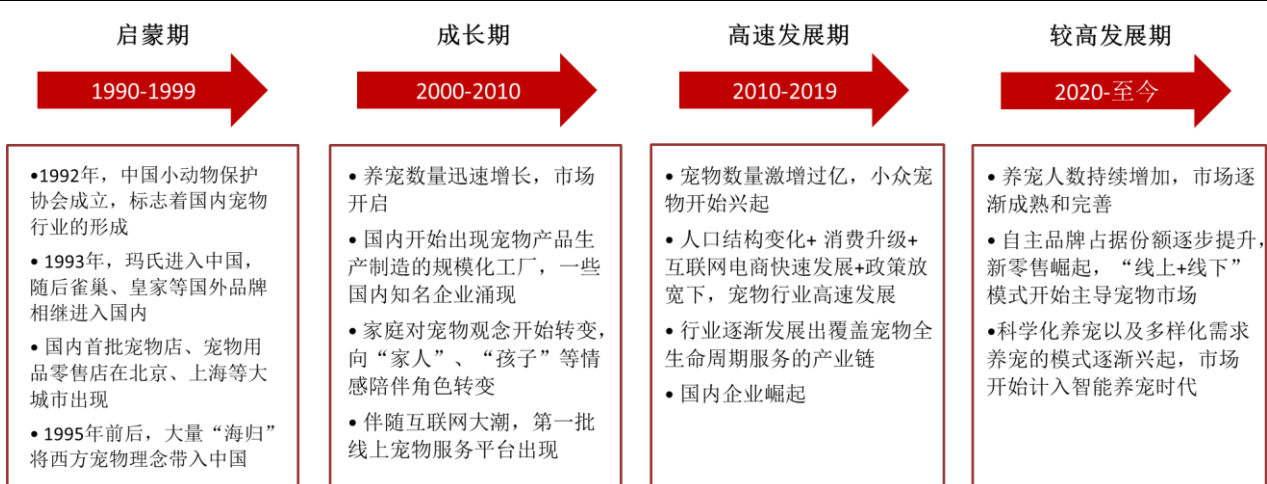 启蒙期
1990-1999
•1992年，中国小动物保护
协会成立，标志着国内宠物
行业的形成
• 1993年，玛氏进入中国，
随后雀巢、皇家等国外品牌
相继进入国内
• 国内首批宠物店、宠物用
品零售店在北京、上海等大
城市出现
• 1995年前后，大量“海归”
将西方宠物理念带入中国
成长期
2000-2010
• 养宠数量迅速增长，市场
开启
• 国内开始出现宠物产品生
产制造的规模化工厂，一些
国内知名企业涌现
• 家庭对宠物观念开始转变，
向“家人”、“孩子”等情
感陪伴角色转变
• 伴随互联网大潮，第一批
线上宠物服务平台出现
高速发展期
2010-2019
• 宠物数量激增过亿，小众宠
物开始兴起
• 人口结构变化+ 消费升级+
互联网电商快速发展+政策放
宽下，宠物行业高速发展
• 行业逐渐发展出覆盖宠物全
生命周期服务的产业链
• 国内企业崛起
较高发展期
2020-至今
• 养宠人数持续增加，市场逐
渐成熟和完善
• 自主品牌占据份额逐步提升，
新零售崛起，“线上+线下”
模式开始主导宠物市场
•科学化养宠以及多样化需求
养宠的模式逐渐兴起，市场
开始计入智能养宠时代